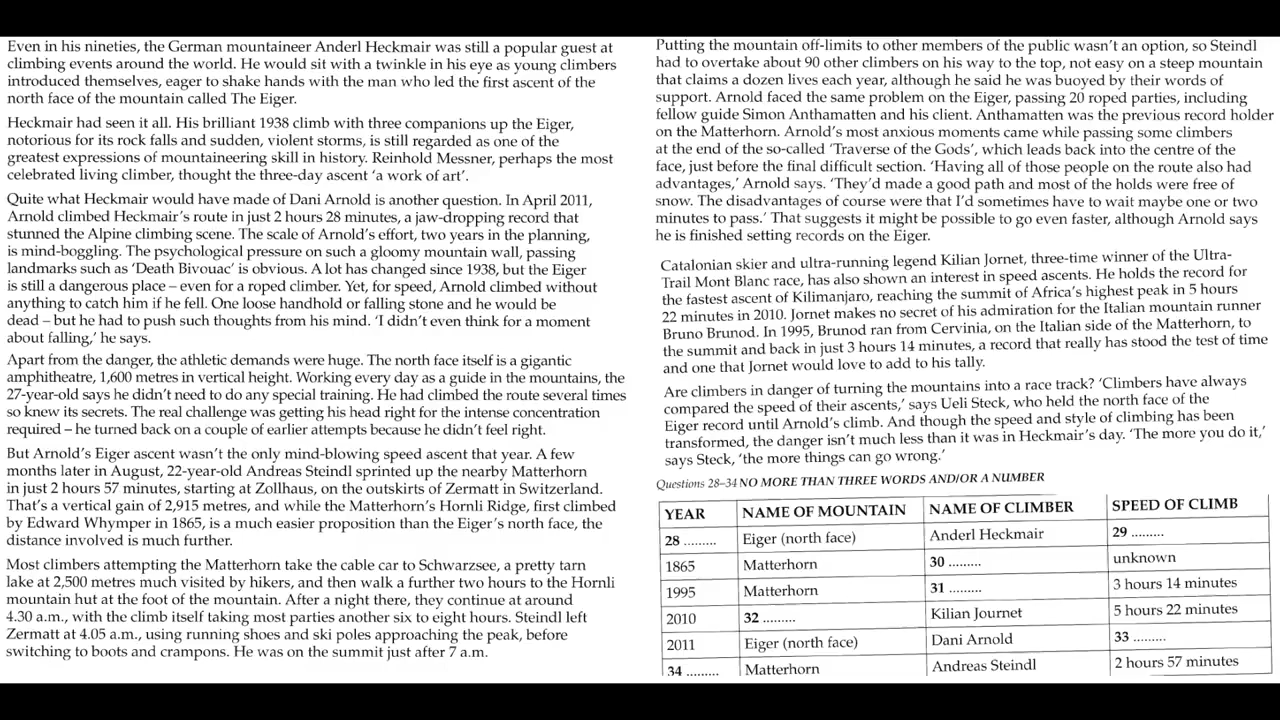 Even in his nineties, the German mountaineer Anderl Heckmair was still a popular guest at
climbing events around the world. He would sit with a twinkle in his eye as young climbers
introduced themselves, eager to shake hands with the man who led the first ascent of the
north face of the mountain called The Eiger.
Hecknair had seen it all. His brilliant 1938 climb with three companions up the Eiger,
notorious for its rock falls and sudden, violent storms, is still regarded as one of the
greatest expressions of mountaineering skill in history. Reinhold Messner, perhaps the most
celebrated living climber, thought the three-day ascent 'a work of art'.
Quite what Heckmair would have made of Dani Arnold is another question. In April 2011,
Arnold climbed Heckmair's route in just 2 hours 28 minutes, a jaw-dropping record that
stunned the Alpine climbing scene. The scale of Arnold's effort, two years in the planning,
is mind-boggling. The psychological pressure on such a gloomy mountain wall, passing
landmarks such as 'Death Bivouac' is obvious. A lot has changed since 1938, but the Eiger
is still a dangerous place – even for a roped climber. Yet, for speed, Arnold climbed without
anything to catch him if he fell. One loose handhold or falling stone and he would be
dead – but he had to push such thoughts from his mind. 'I didn't even think for a moment
about falling,' he says.
Apart from the danger, the athletic demands were huge. The north face itself is a gigantic
amphitheatre, 1,600 metres in vertical height. Working every day as a guide in the mountains, the
27-year-old says he didn't need to do any special training. He had climbed the route several times
so knew its secrets. The real challenge was getting his head right for the intense concentration
required – he turned back on a couple of earlier attempts because he didn't feel right.
But Arnold's Eiger ascent wasn't the only mind-blowing speed ascent that year. A few
months later in August, 22-year-old Andreas Steindl sprinted up the nearby Matterhorn
in just 2 hours 57 minutes, starting at Zollhaus, on the outskirts of Zermatt in Switzerland.
That's a vertical gain of 2,915 metres, and while the Matterhorn's Hornli Ridge, first climbed
by Edward Whymper in 1865, is a much easier proposition than the Eiger's north face, the
distance involved is much further.
Most climbers attempting the Matterhorn take the cable car to Schwarzsee, a pretty tarn
lake at 2,500 metres much visited by hikers, and then walk a further two hours to the Hornli
mountain hut at the foot of the mountain. After a night there, they continue at around
4.30 a.m., with the climb itself taking most parties another six to eight hours. Steindl left
Zermatt at 4.05 a.m., using running shoes and ski poles approaching the peak, before
switching to boots and crampons. He was on the summit just after 7 a.m.
Putting the mountain off-limits to other members of the public wasn't an option, so Steindl
had to overtake about 90 other climbers on his way to the top, not easy on a steep mountain
that claims a dozen lives each year, although he said he was buoyed by their words of
support. Arnold faced the same problem on the Eiger, passing 20 roped parties, including
fellow guide Simon Anthamatten and his client. Anthamatten was the previous record holder
on the Matterhorn. Arnold's most anxious moments came while passing some climbers
at the end of the so-called 'Traverse of the Gods', which leads back into the centre of the
face, just before the final difficult section. 'Having all of those people on the route also had
advantages,' Arnold says. 'They'd made a good path and most of the holds were free of
snow. The disadvantages of course were that I'd sometimes have to wait maybe one or two
minutes to pass.' That suggests it might be possible to go even faster, although Arnold says
he is finished setting records on the Eiger.
Catalonian skier and ultra-running legend Kilian Jornet, three-time winner of the Ultra-
Trail Mont Blanc race, has also shown an interest in speed ascents. He holds the record for
the fastest ascent of Kilimanjaro, reaching the summit of Africa's highest peak in 5 hours
22 minutes in 2010. Jornet makes no secret of his admiration for the Italian mountain runner
Bruno Brunod. In 1995, Brunod ran from Cervinia, on the Italian side of the Matterhorn, to
the summit and back in just 3 hour 14 minutes, a record that really has stood the test of time
and one that Jornet would love to add to his tally.
Are climbers in danger of turning the mountains into a race track? 'Climbers have always
compared the speed of their ascents,' says Ueli Steck, who held the north face of the
Eiger record until Arnold's climb. And though the speed and style of climbing has been
transformed, the danger isn't much less than it was in Heckmair's day. 'The more you do it,'
says Steck, 'the more things can go wrong.'
Questions 28–34 NO MORE THAN THREE WORDS AND/OR A NUMBER
YEAR NAME OF MOUNTAIN NAME OF CLIMBER SPEED OF CLIMB
28 ......... Eiger (north face) Anderl Heckmair 29 .........
1865 Matterhorn 30 ......... unknown
1995 Matterhorn 31 ......... 3 hours 14 minutes
2010 32 ......... Kilian Journet 5 hours 22 minutes
2011 Eiger (north face) Dani Arnold 33 .........
34 ......... Matterhorn Andreas Steindl 2 hours 57 minutes